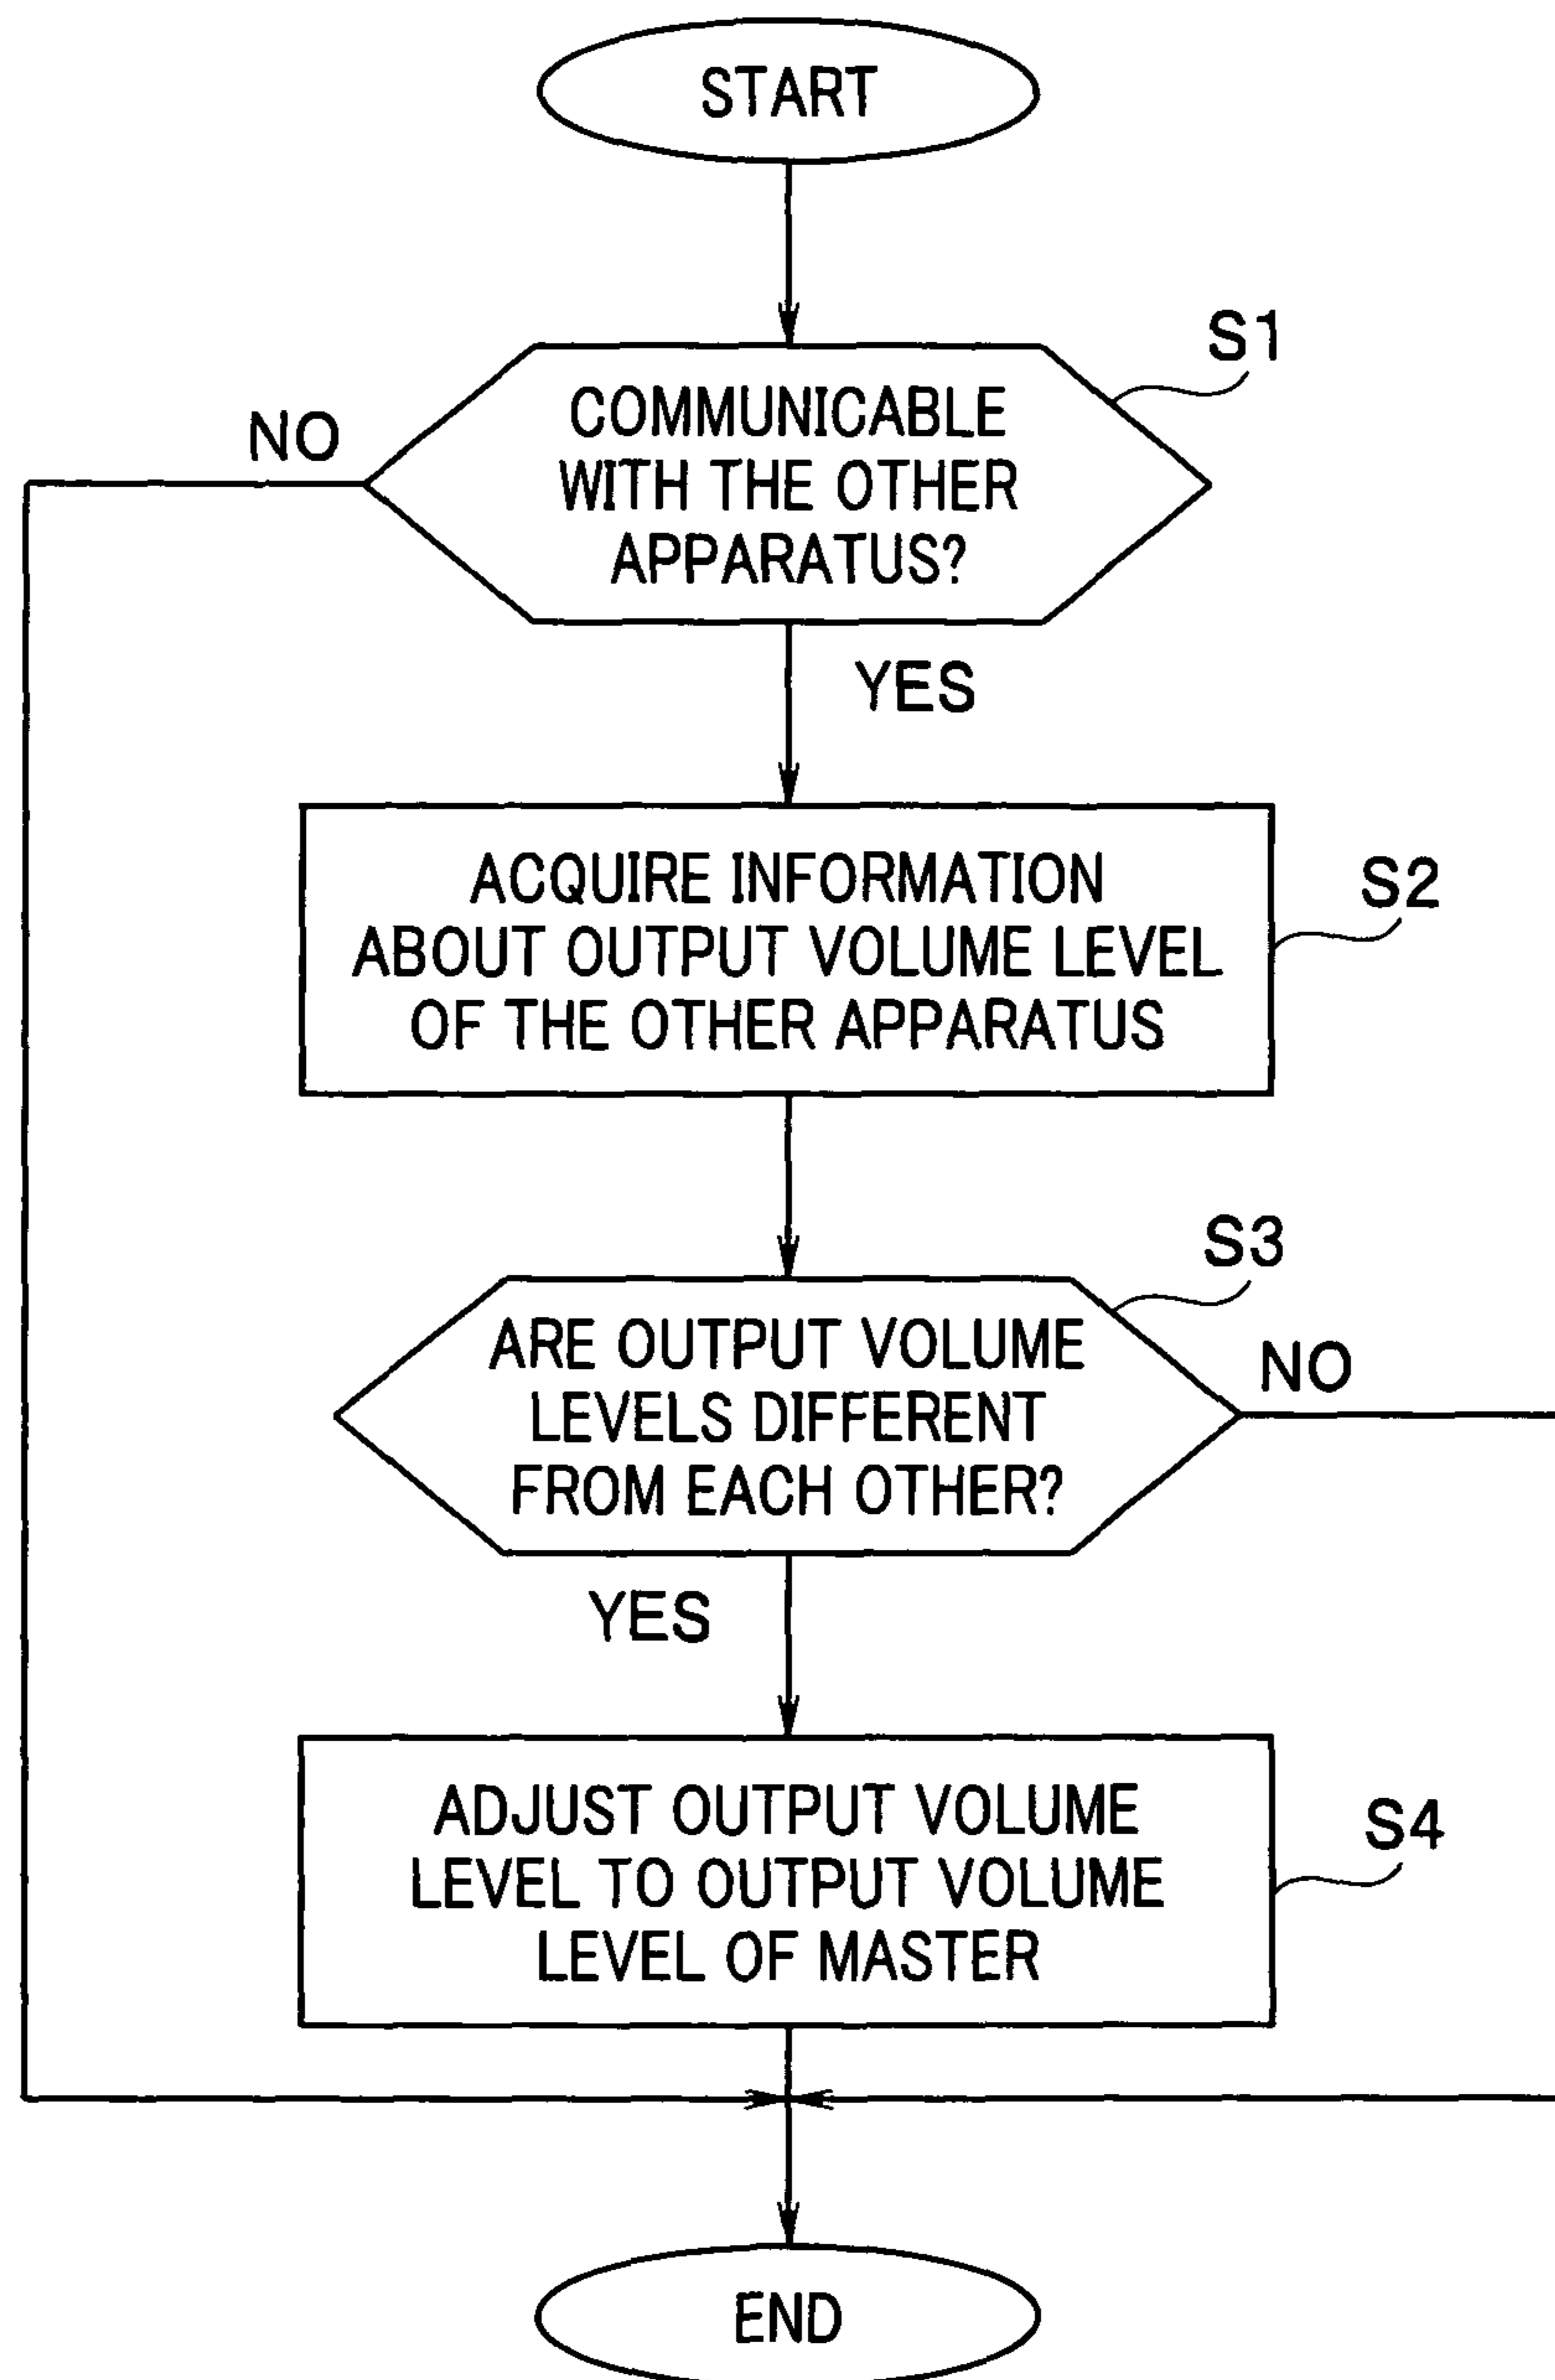 START
S1
COMMUNICABLE
WITH THE OTHER
APPARATUS?
NO
YES
ACQUIRE INFORMATION
ABOUT OUTPUT VOLUME LEVEL
OF THE OTHER APPARATUS
S2
S3
ARE OUTPUT VOLUME
LEVELS DIFFERENT
FROM EACH OTHER?
NO
YES
ADJUST OUTPUT VOLUME
LEVEL TO OUTPUT VOLUME
LEVEL OF MASTER
S4
END